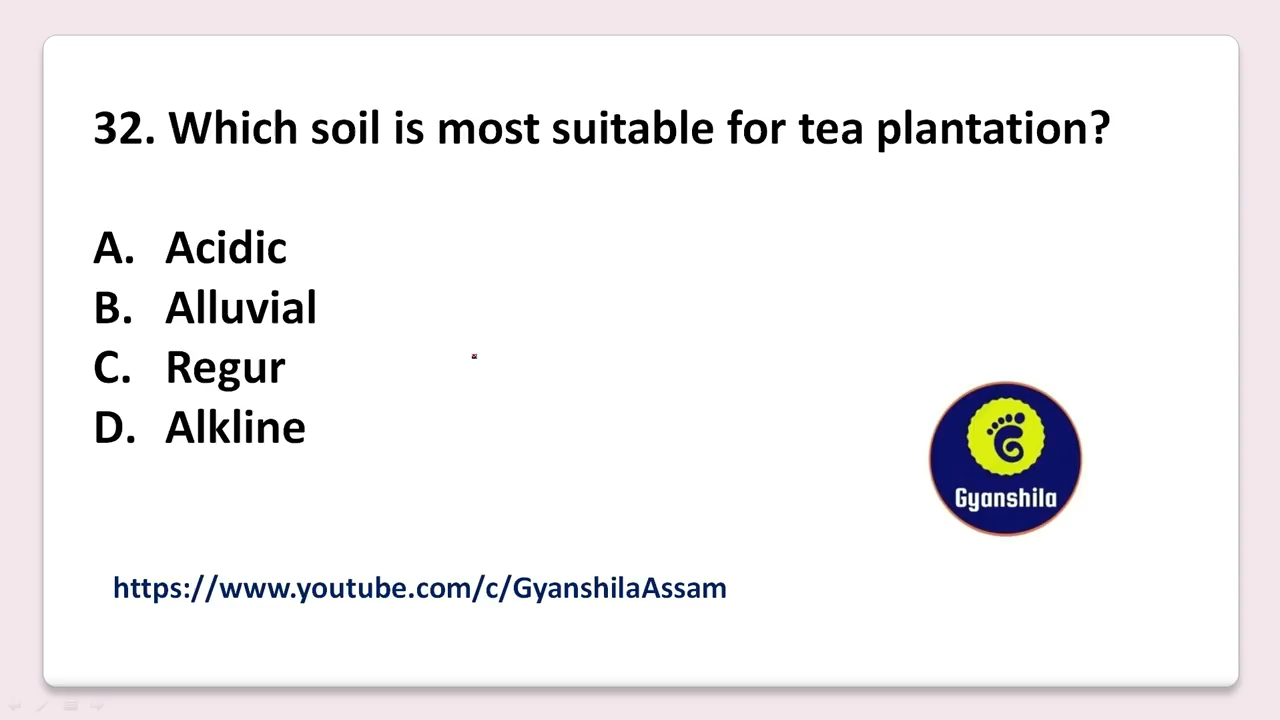 32. Which soil is most suitable for tea plantation?
A. Acidic
B. Alluvial
C. Regur
D. Alkline
Gyanshila
https://www.youtube.com/c/GyanshilaAssam